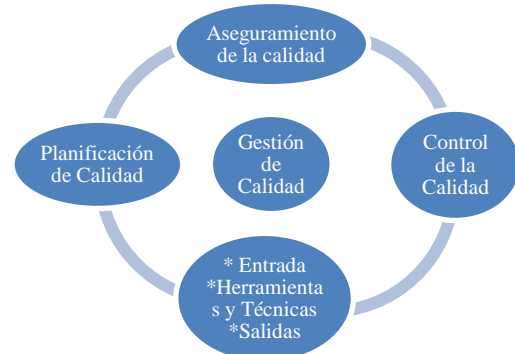 Aseguramiento
de la calidad
Planificación
de Calidad
Gestión
de
Calidad
Control
de la
Calidad
* Entrada
*Herramienta
s y Técnicas
*Salidas